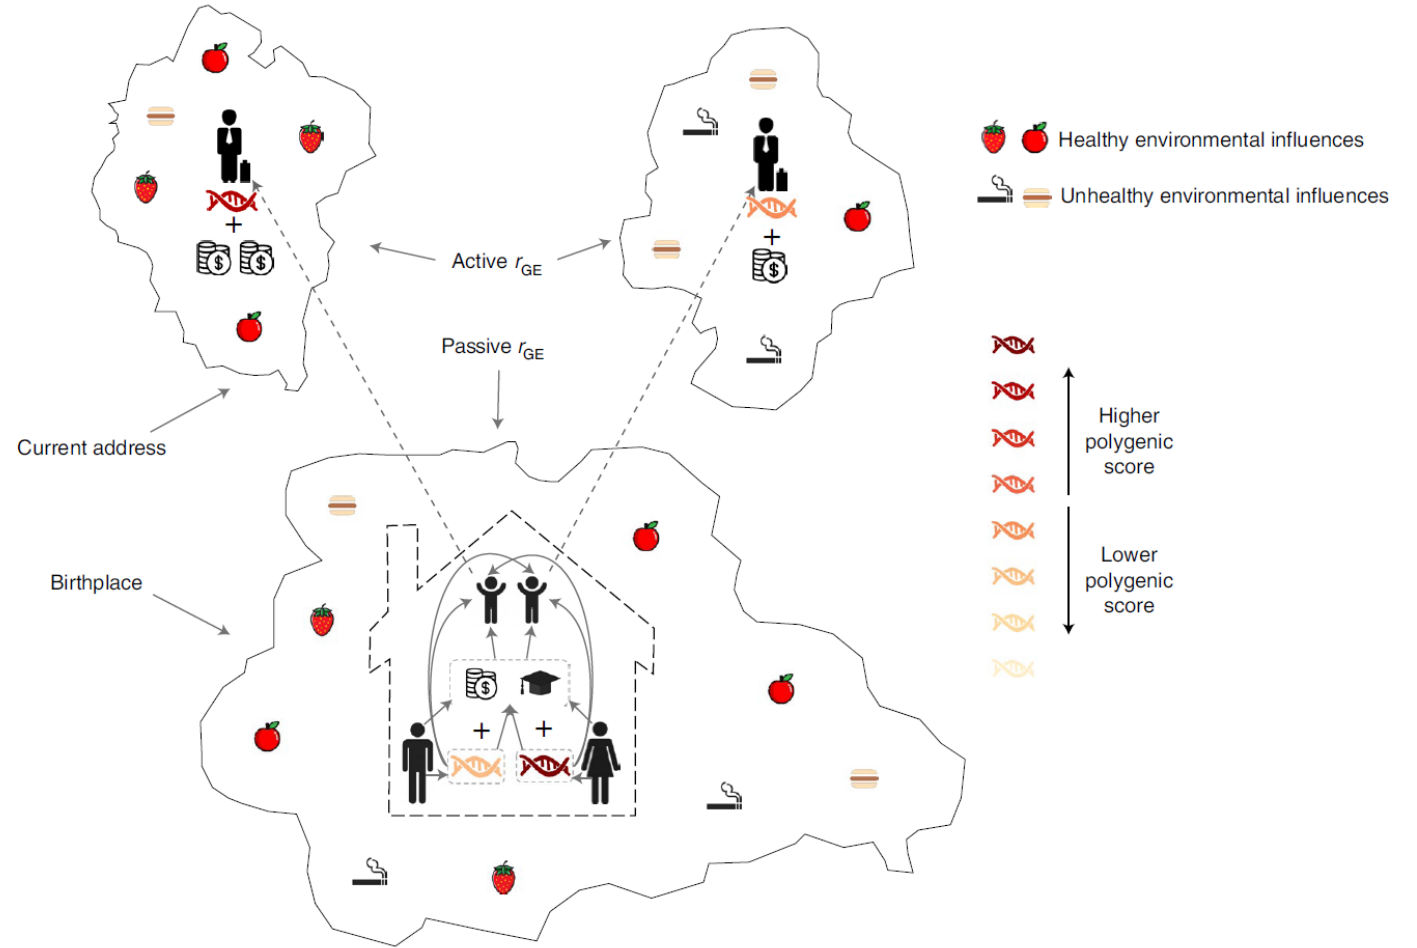 Healthy environmental influences
Unhealthy environmental influences
Active rGE
Passive rGE
Current address
Birthplace
Higher
polygenic
score
Lower
polygenic
score
+
$ $
+
$
$
+ +